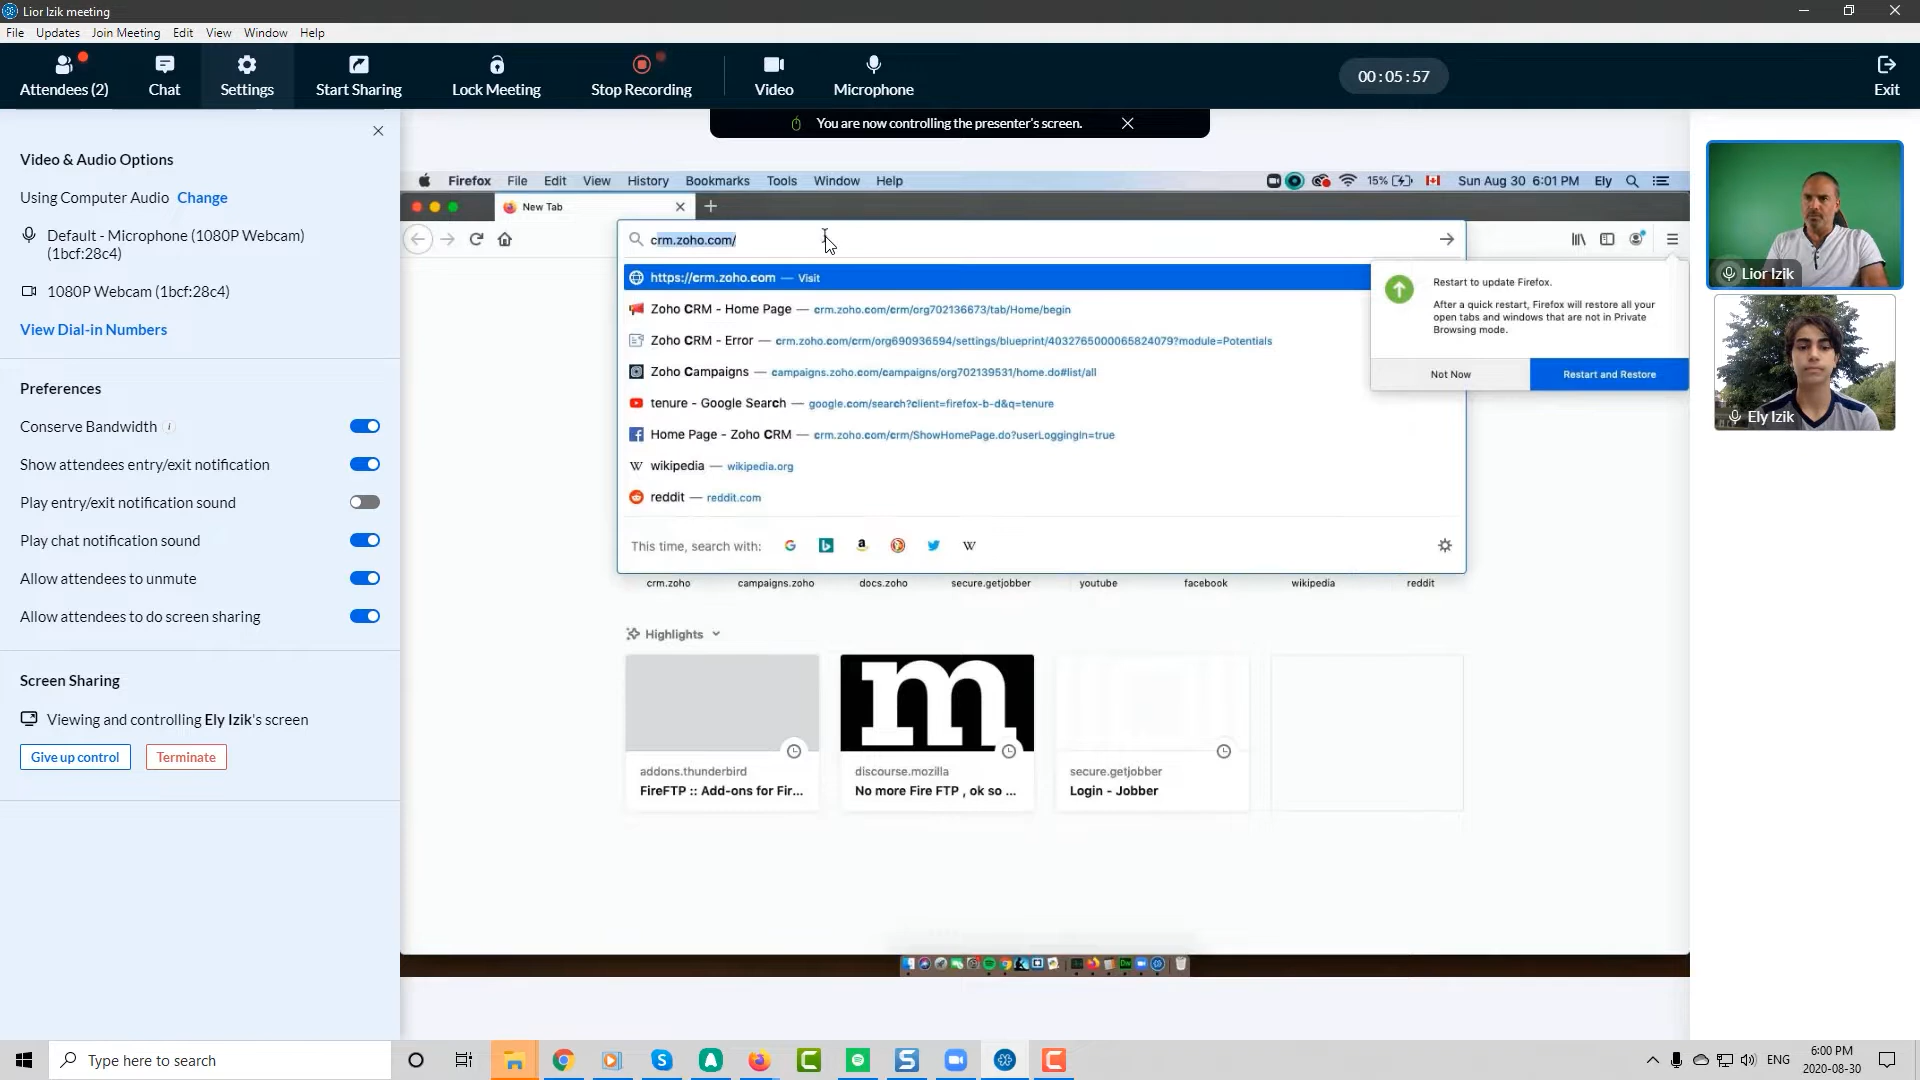 Lior Izik meeting
File Updates Join Meeting Edit View Window Help
Attendees (2)
Chat
Settings
Start Sharing
Lock Meeting
Stop Recording
Video
Microphone
00 : 05 : 57
Exit
You are now controlling the presenter's screen.
Video & Audio Options
Using Computer Audio Change
Default - Microphone (1080P Webcam)
(1bcf:28c4)
1080P Webcam (1bcf:28c4)
View Dial-in Numbers
Preferences
Conserve Bandwidth i
Show attendees entry/exit notification
Play entry/exit notification sound
Play chat notification sound
Allow attendees to unmute
Allow attendees to do screen sharing
Screen Sharing
Viewing and controlling Ely Izik's screen
Give up control
Terminate
Firefox File Edit View History Bookmarks Tools Window Help
15% Sun Aug 30 6:01 PM Ely
New Tab
crm.zoho.com/
https://crm.zoho.com — Visit
Zoho CRM - Home Page — crm.zoho.com/crm/org702136673/tab/Home/begin
Zoho CRM - Error — crm.zoho.com/crm/org690936594/settings/blueprint/4032765000065824079?module=Potentials
Zoho Campaigns — campaigns.zoho.com/campaigns/org702139531/home.do#list/all
tenure - Google Search — google.com/search?client=firefox-b-d&q=tenure
Home Page - Zoho CRM — crm.zoho.com/crm/ShowHomePage.do?userLoggingIn=true
W wikipedia — wikipedia.org
reddit — reddit.com
This time, search with: G b a W
crm.zoho campaigns.zoho docs.zoho secure.getjobber youtube facebook wikipedia reddit
Restart to update Firefox.
After a quick restart, Firefox will restore all your
open tabs and windows that are not in Private
Browsing mode.
Not Now
Restart and Restore
Highlights
m
addons.thunderbird
FireFTP :: Add-ons for Fir...
discourse.mozilla
No more Fire FTP , ok so ...
secure.getjobber
Login - Jobber
Lior Izik
Ely Izik
Type here to search
ENG
6:00 PM
2020-08-30